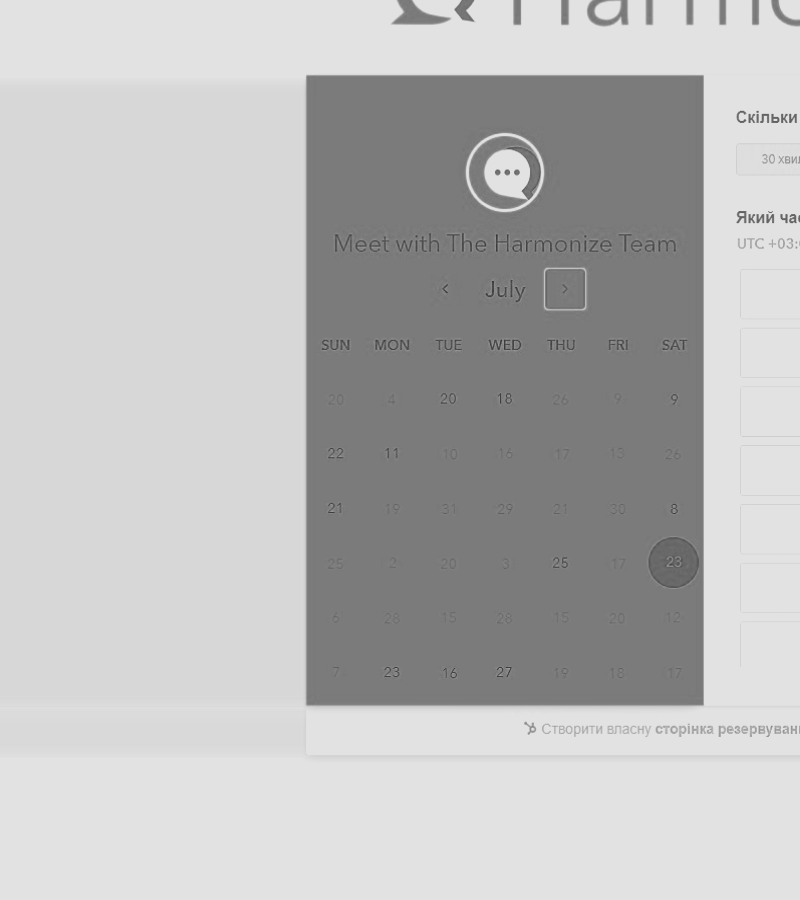 Harmo
Meet with The Harmonize Team
July
SUN MON TUE WED THU FRI SAT
20 4 20 18 26 9 9
22 11 10 16 17 13 26
21 19 31 29 21 30 8
25 2 20 3 25 17 23
6 28 15 28 15 20 12
7 23 16 27 19 18 17
Скільки
30 хвил
Який час
UTC +03:
Створити власну сторінка резервуван